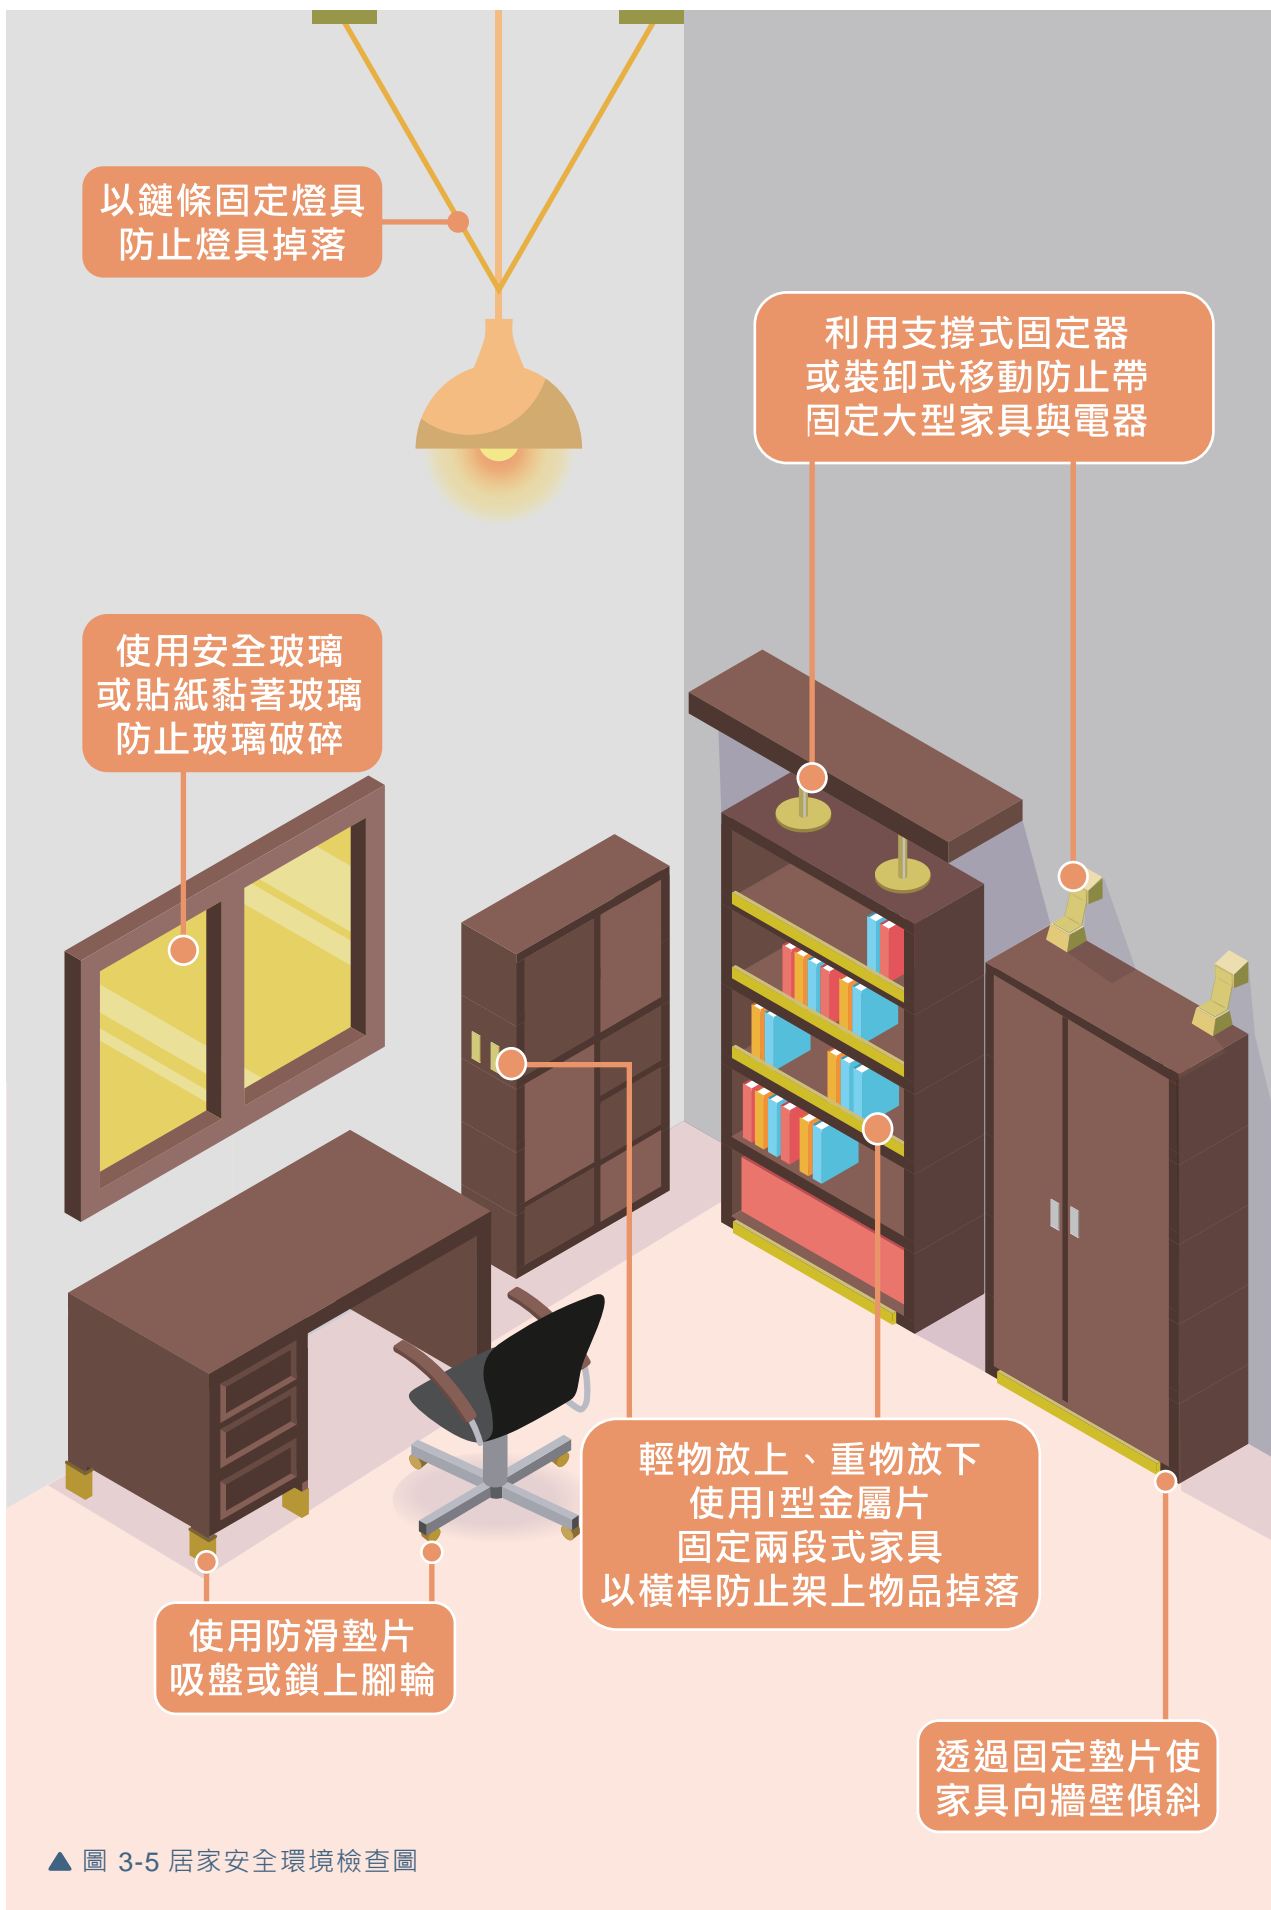 以鏈條固定燈具
防止燈具掉落
利用支撐式固定器
或裝卸式移動防止帶
固定大型家具與電器
使用安全玻璃
或貼紙黏著玻璃
防止玻璃破碎
輕物放上、重物放下
使用I型金屬片
固定兩段式家具
以橫桿防止架上物品掉落
使用防滑墊片
吸盤或鎖上腳輪
透過固定墊片使
家具向牆壁傾斜
▲ 圖 3-5 居家安全環境檢查圖